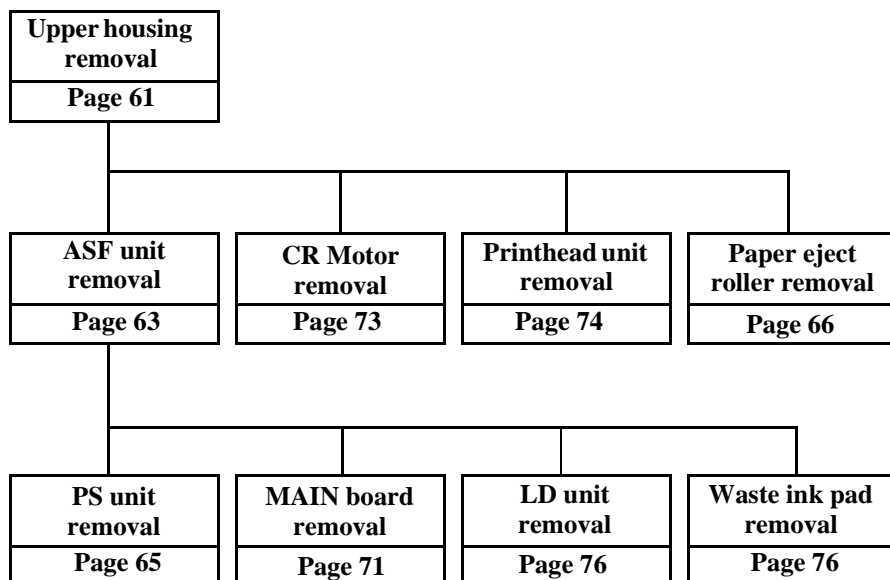 Upper housing
removal
Page 61
ASF unit
removal
Page 63
CR Motor
removal
Page 73
Printhead unit
removal
Page 74
Paper eject
roller removal
Page 66
PS unit
removal
Page 65
MAIN board
removal
Page 71
LD unit
removal
Page 76
Waste ink pad
removal
Page 76